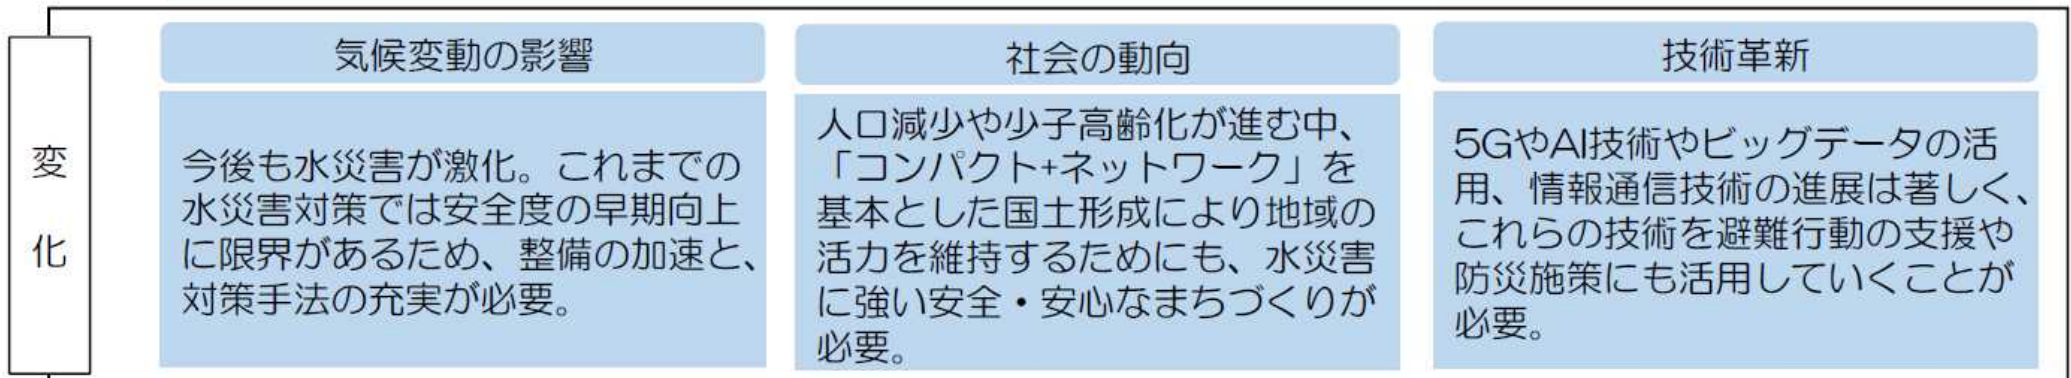 変化
気候変動の影響
今後も水災害が激化。これまでの
水災害対策では安全度の早期向上
に限界があるため、整備の加速と、
対策手法の充実が必要。
社会の動向
人口減少や少子高齢化が進む中、
「コンパクト+ネットワーク」を
基本とした国土形成により地域の
活力を維持するためにも、水災害
に強い安全・安心なまちづくりが
必要。
技術革新
5GやAI技術やビッグデータの活
用、情報通信技術の進展は著しく、
これらの技術を避難行動の支援や
防災施策にも活用していくことが
必要。